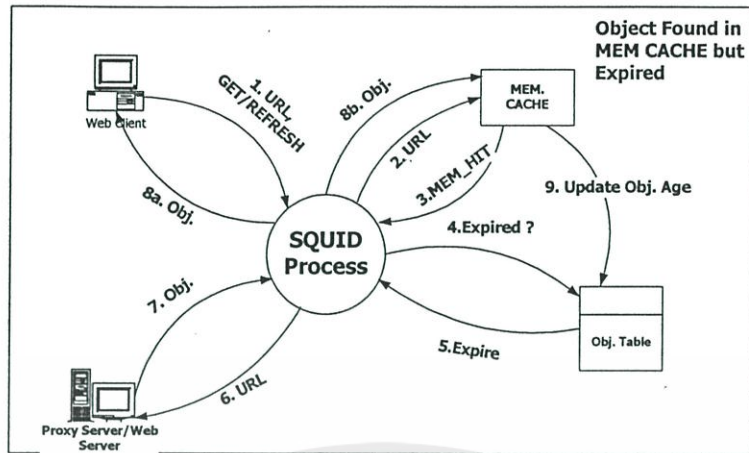 Object Found in
MEM CACHE but
Expired
Web Client
1. URL,
GET/REFRESH
8b. Obj.
MEM.
CACHE
2. URL
3.MEM_HIT
9. Update Obj. Age
8a. Obj.
SQUID
Process
4.Expired ?
5.Expire
Obj. Table
7. Obj.
6. URL
Proxy Server/Web
Server